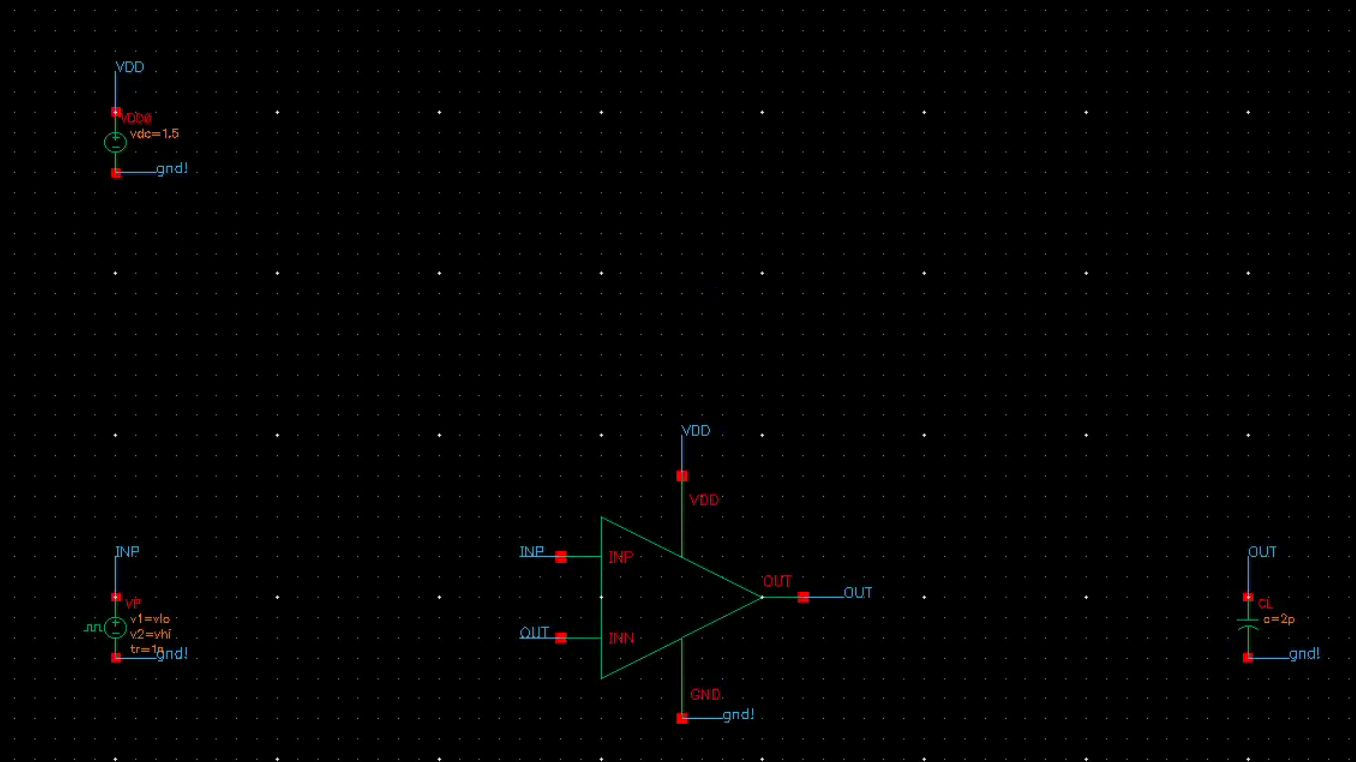 VDD
VDD0
vdc=1.5
gnd!
VDD
VDD
INP
VP
v1=vlo
v2=vhi
tr=1n
gnd!
INP
INP
OUT
OUT
OUT
INN
GND
gnd!
OUT
CL
c=2p
gnd!